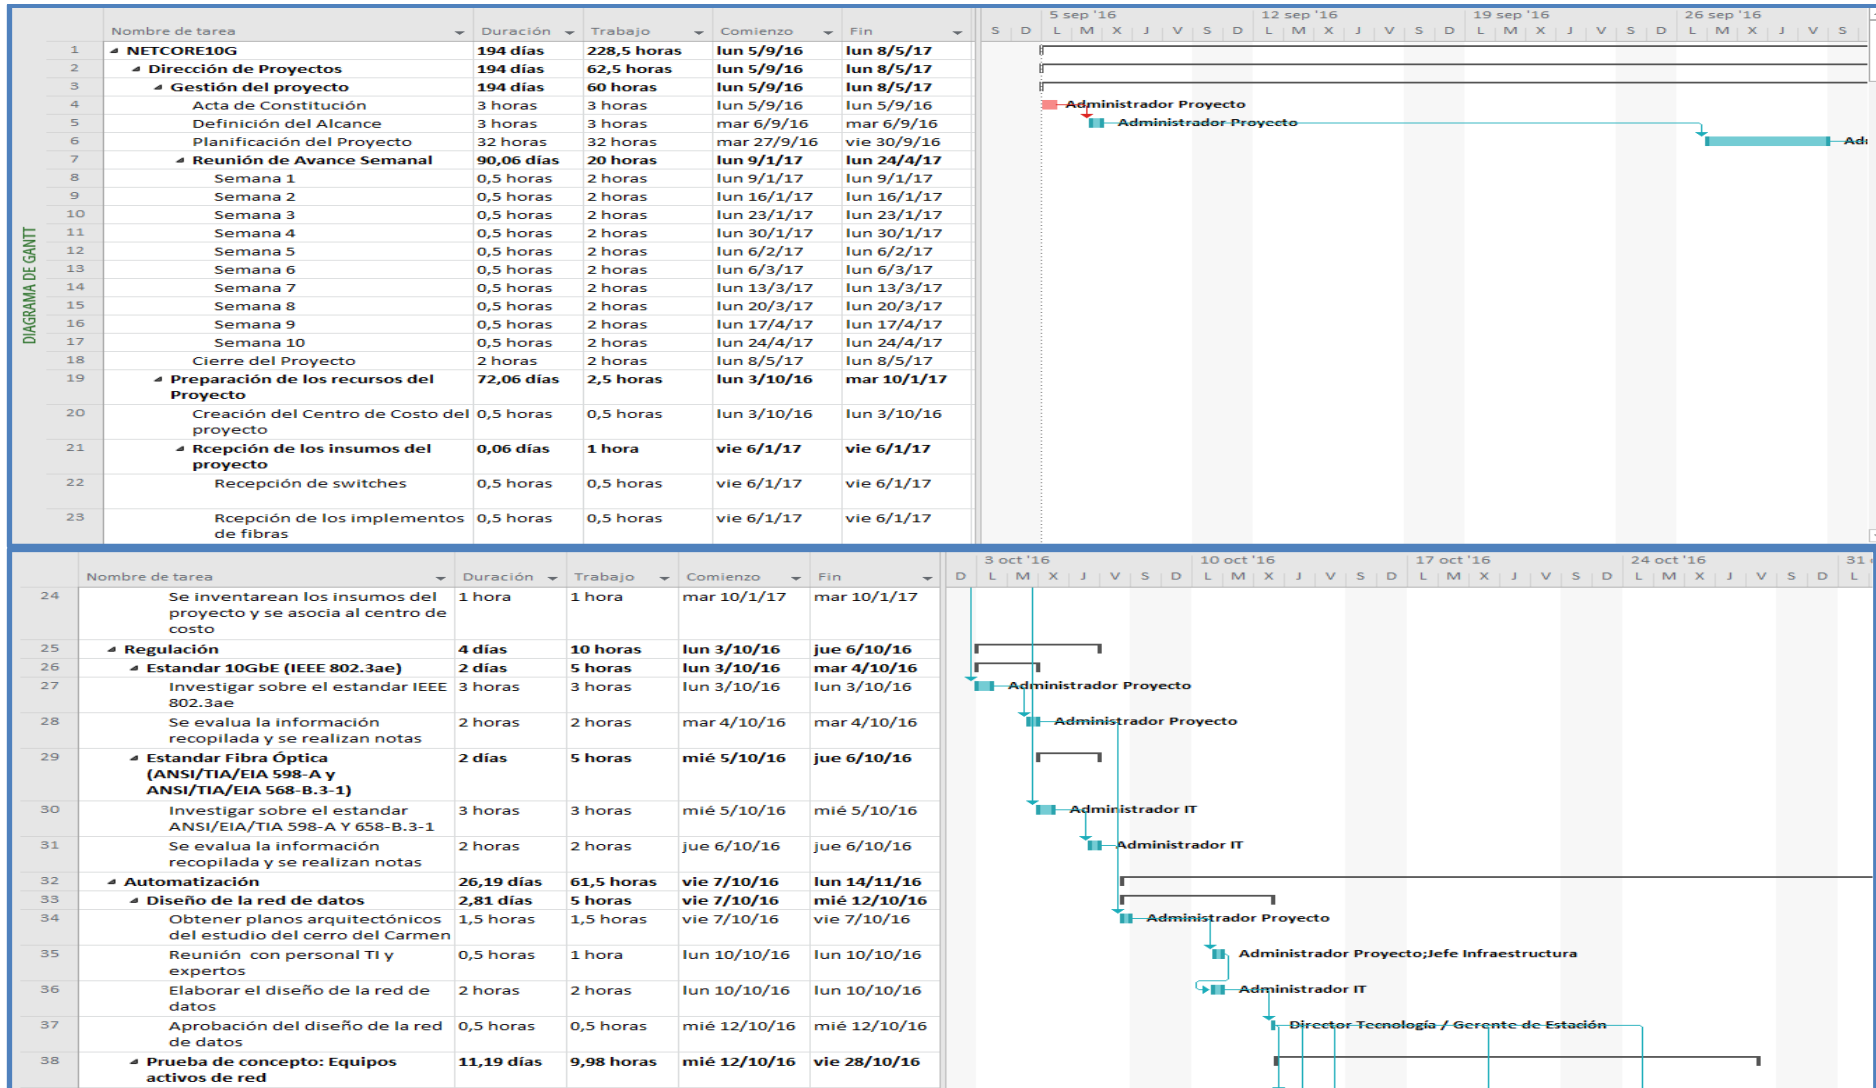 DIAGRAMA DE GANTT
5 sep '16 12 sep '16 19 sep '16 26 sep '16
Nombre de tarea Duración Trabajo Comienzo Fin S D L M X J V S D L M X J V S D L M X J V S D L M X J V S
1 NETCORE10G 194 días 228,5 horas lun 5/9/16 lun 8/5/17
2 Dirección de Proyectos 194 días 62,5 horas lun 5/9/16 lun 8/5/17
3 Gestión del proyecto 194 días 60 horas lun 5/9/16 lun 8/5/17
4 Acta de Constitución 3 horas 3 horas lun 5/9/16 lun 5/9/16 Administrador Proyecto
5 Definición del Alcance 3 horas 3 horas mar 6/9/16 mar 6/9/16 Administrador Proyecto
6 Planificación del Proyecto 32 horas 32 horas mar 27/9/16 vie 30/9/16
7 Reunión de Avance Semanal 90,06 días 20 horas lun 9/1/17 lun 24/4/17
8 Semana 1 0,5 horas 2 horas lun 9/1/17 lun 9/1/17
9 Semana 2 0,5 horas 2 horas lun 16/1/17 lun 16/1/17
10 Semana 3 0,5 horas 2 horas lun 23/1/17 lun 23/1/17
11 Semana 4 0,5 horas 2 horas lun 30/1/17 lun 30/1/17
12 Semana 5 0,5 horas 2 horas lun 6/2/17 lun 6/2/17
13 Semana 6 0,5 horas 2 horas lun 6/3/17 lun 6/3/17
14 Semana 7 0,5 horas 2 horas lun 13/3/17 lun 13/3/17
15 Semana 8 0,5 horas 2 horas lun 20/3/17 lun 20/3/17
16 Semana 9 0,5 horas 2 horas lun 17/4/17 lun 17/4/17
17 Semana 10 0,5 horas 2 horas lun 24/4/17 lun 24/4/17
18 Cierre del Proyecto 2 horas 2 horas lun 8/5/17 lun 8/5/17
19 Preparación de los recursos del 72,06 días 2,5 horas lun 3/10/16 mar 10/1/17
Proyecto
20 Creación del Centro de Costo del 0,5 horas 0,5 horas lun 3/10/16 lun 3/10/16
proyecto
21 Rcepción de los insumos del 0,06 días 1 hora vie 6/1/17 vie 6/1/17
proyecto
22 Recepción de switches 0,5 horas 0,5 horas vie 6/1/17 vie 6/1/17
23 Rcepción de los implementos 0,5 horas 0,5 horas vie 6/1/17 vie 6/1/17
de fibras
3 oct '16 10 oct '16 17 oct '16 24 oct '16 31
Nombre de tarea Duración Trabajo Comienzo Fin D L M X J V S D L M X J V S D L M X J V S D L M X J V S D L
24 Se inventarean los insumos del 1 hora 1 hora mar 10/1/17 mar 10/1/17
proyecto y se asocia al centro de
costo
25 Regulación 4 días 10 horas lun 3/10/16 jue 6/10/16
26 Estandar 10GbE (IEEE 802.3ae) 2 días 5 horas lun 3/10/16 mar 4/10/16
27 Investigar sobre el estandar IEEE 3 horas 3 horas lun 3/10/16 lun 3/10/16 Administrador Proyecto
802.3ae
28 Se evalua la información 2 horas 2 horas mar 4/10/16 mar 4/10/16 Administrador Proyecto
recopilada y se realizan notas
29 Estandar Fibra Óptica 2 días 5 horas mié 5/10/16 jue 6/10/16
(ANSI/TIA/EIA 598-A y
ANSI/TIA/EIA 568-B.3-1)
30 Investigar sobre el estandar 3 horas 3 horas mié 5/10/16 mié 5/10/16 Administrador IT
ANSI/EIA/TIA 598-A Y 658-B.3-1
31 Se evalua la información 2 horas 2 horas jue 6/10/16 jue 6/10/16 Administrador IT
recopilada y se realizan notas
32 Automatización 26,19 días 61,5 horas vie 7/10/16 lun 14/11/16
33 Diseño de la red de datos 2,81 días 5 horas vie 7/10/16 mié 12/10/16
34 Obtener planos arquitectónicos 1,5 horas 1,5 horas vie 7/10/16 vie 7/10/16 Administrador Proyecto
del estudio del cerro del Carmen
35 Reunión con personal TI y 0,5 horas 1 hora lun 10/10/16 lun 10/10/16 Administrador Proyecto;Jefe Infraestructura
expertos
36 Elaborar el diseño de la red de 2 horas 2 horas lun 10/10/16 lun 10/10/16 Administrador IT
datos
37 Aprobación del diseño de la red 0,5 horas 0,5 horas mié 12/10/16 mié 12/10/16 Director Tecnología / Gerente de Estación
de datos
38 Prueba de concepto: Equipos 11,19 días 9,98 horas mié 12/10/16 vie 28/10/16
activos de red